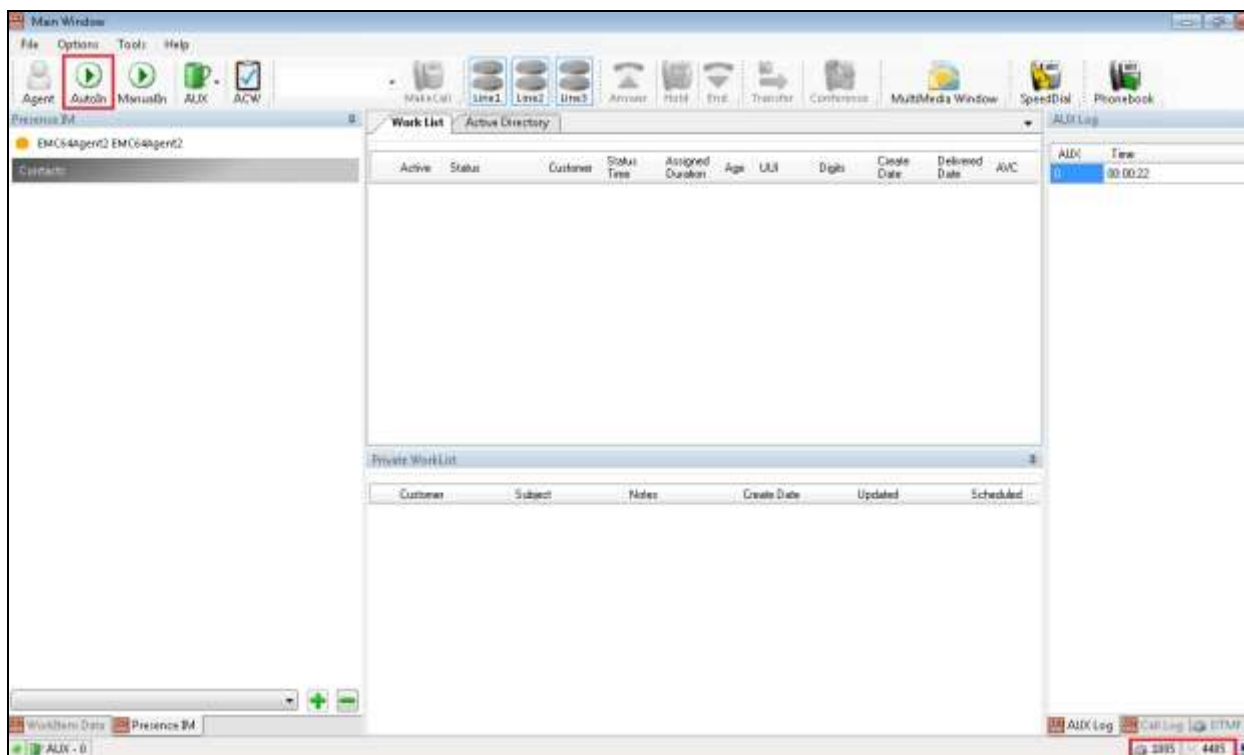 Main Window
File Options Tools Help
Agent AutoIn ManualIn AUX ACW MakeCall Line1 Line2 Line3 Answer Hold End Transfer Conference MultiMedia Window SpeedDial Phonebook
Presence IM
Work List Active Directory
AUX Log
EMC64Agent2 EMC64Agent2
Contacts
Active Status Customer Status Time Assigned Duration Age UUI Digits Create Date Delivered Date AVC
AUX Time
0 00:00:22
Private WorkList
Customer Subject Notes Create Date Updated Scheduled
WorkItem Data Presence IM
AUX Log Call Log DTMF
AUX - 0
4405